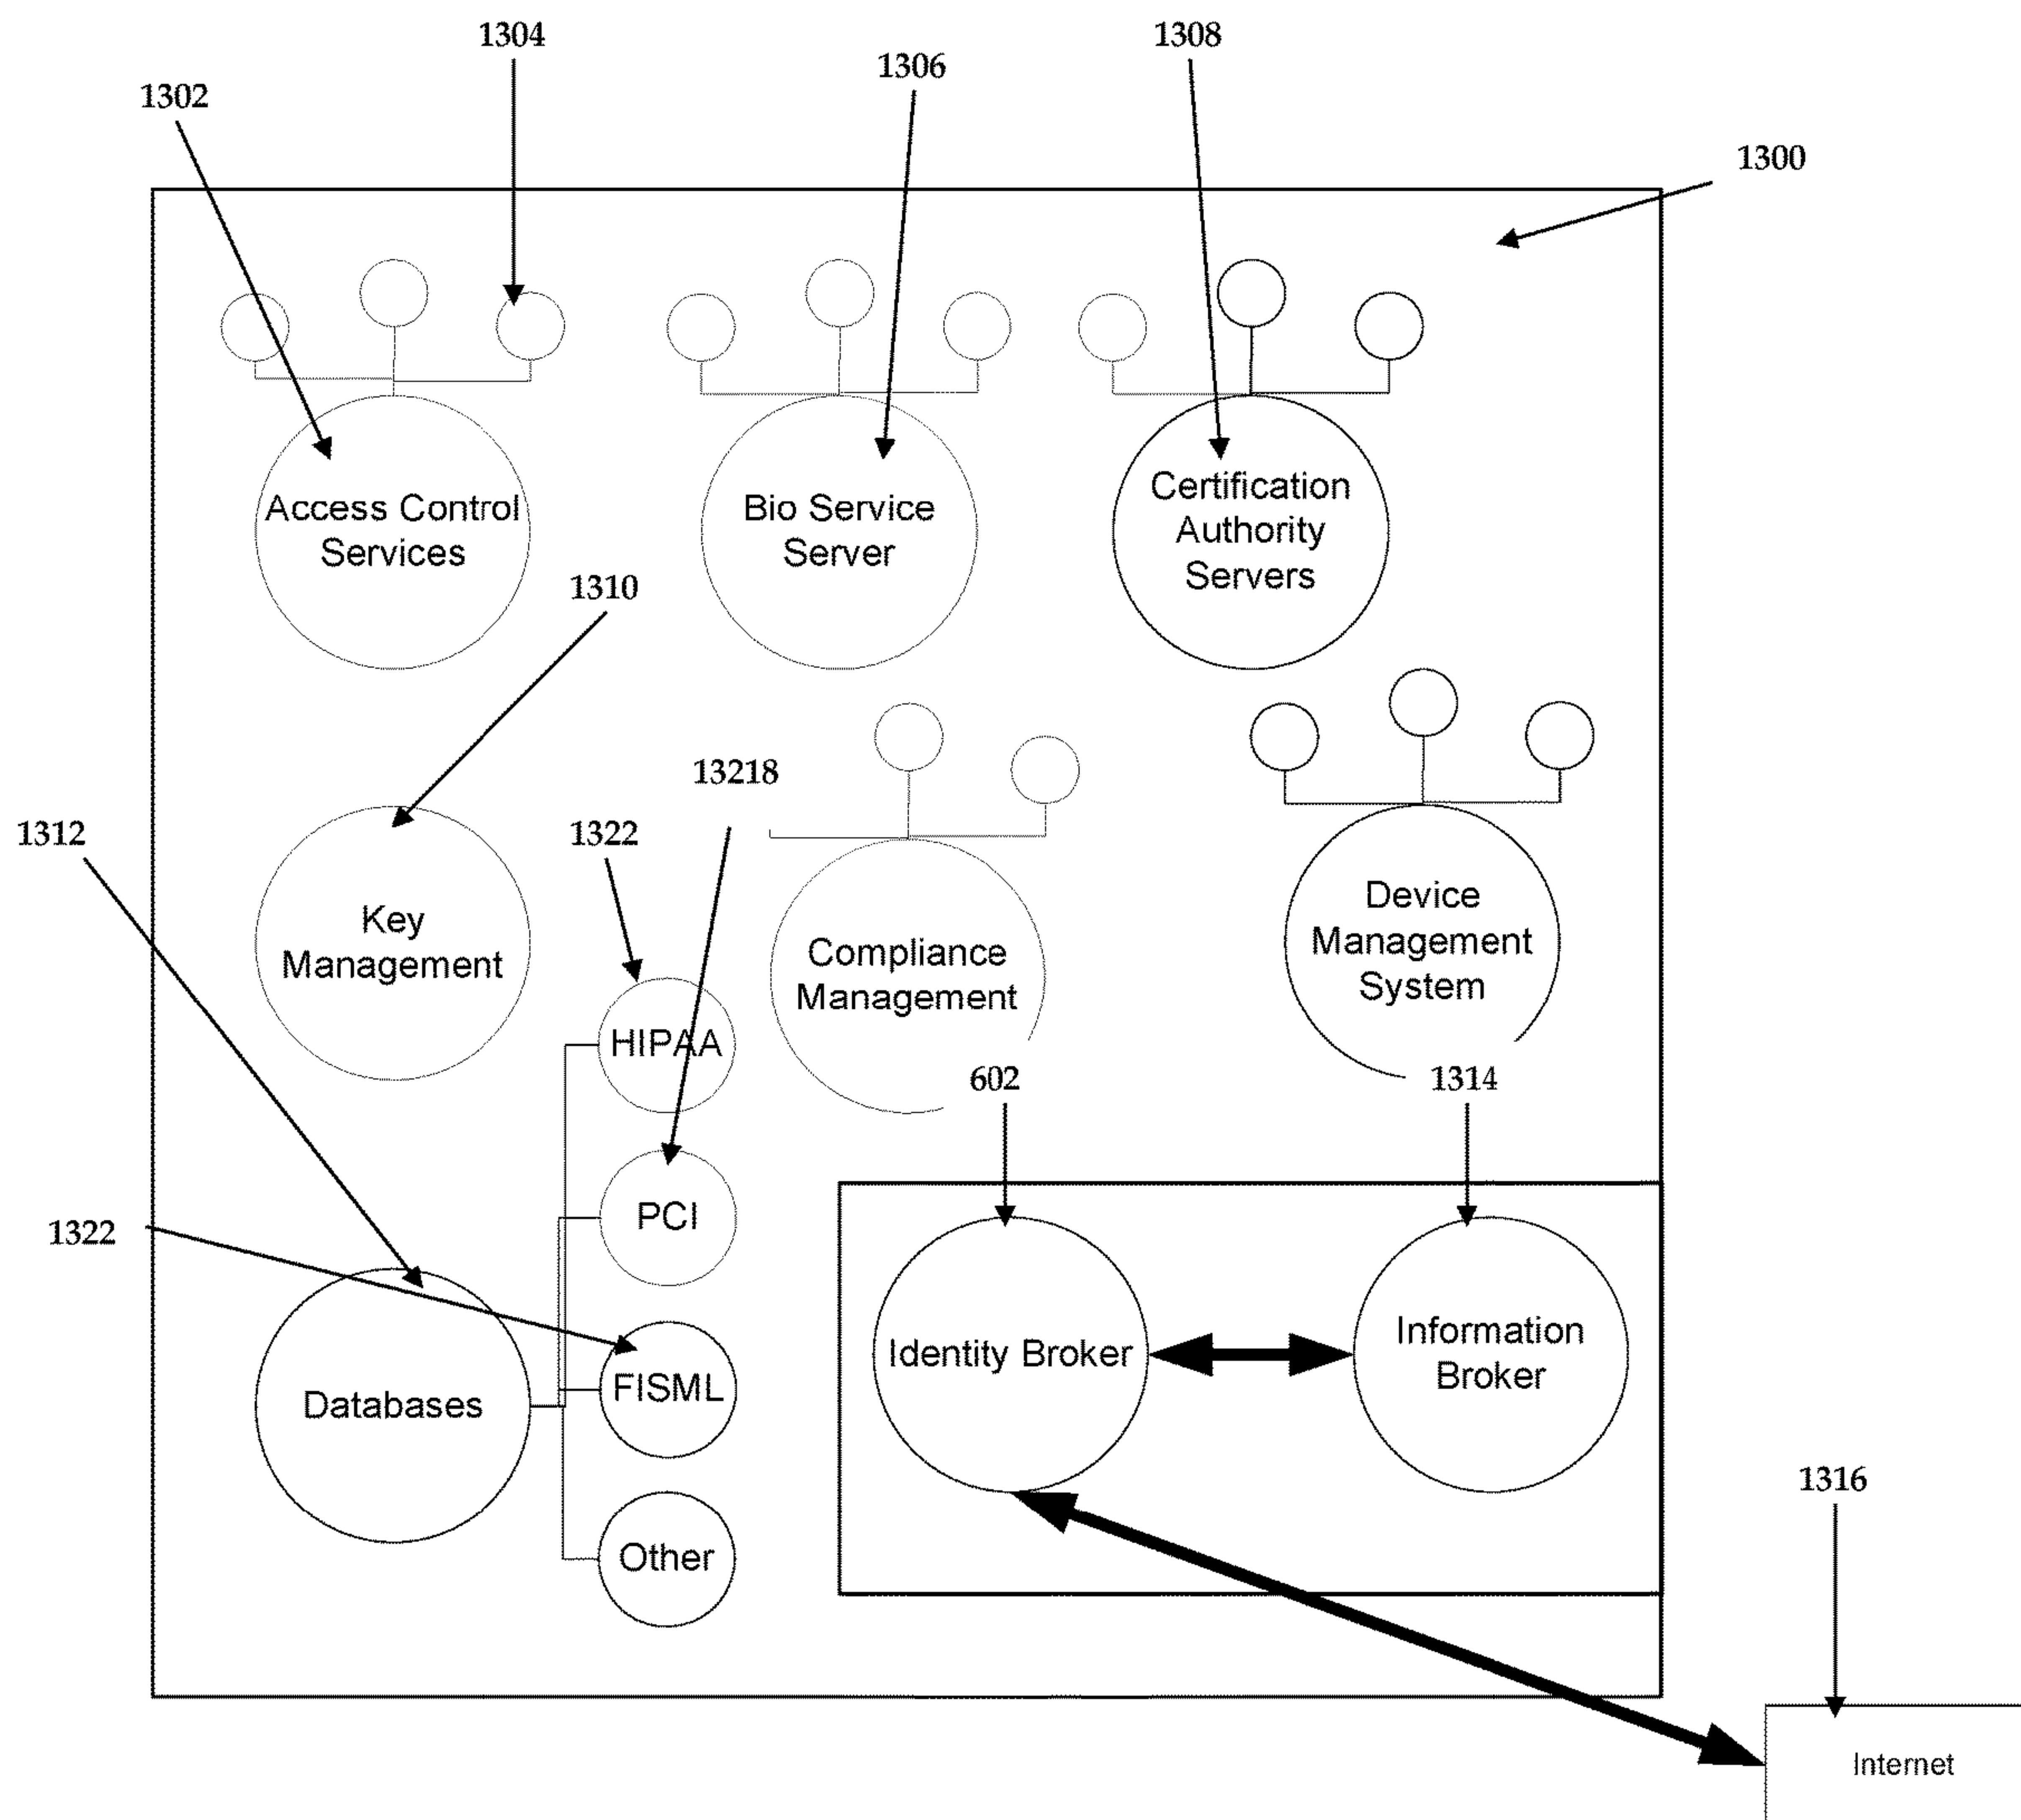 1304
1308
1306
1302
1300
Access Control
Services
Bio Service
Server
Certification
Authority
Servers
1310
13218
1312
1322
Key
Management
Compliance
Management
Device
Management
System
HIPAA
602
1314
PCI
1322
Identity Broker
Information
Broker
FISML
Databases
1316
Other
Internet